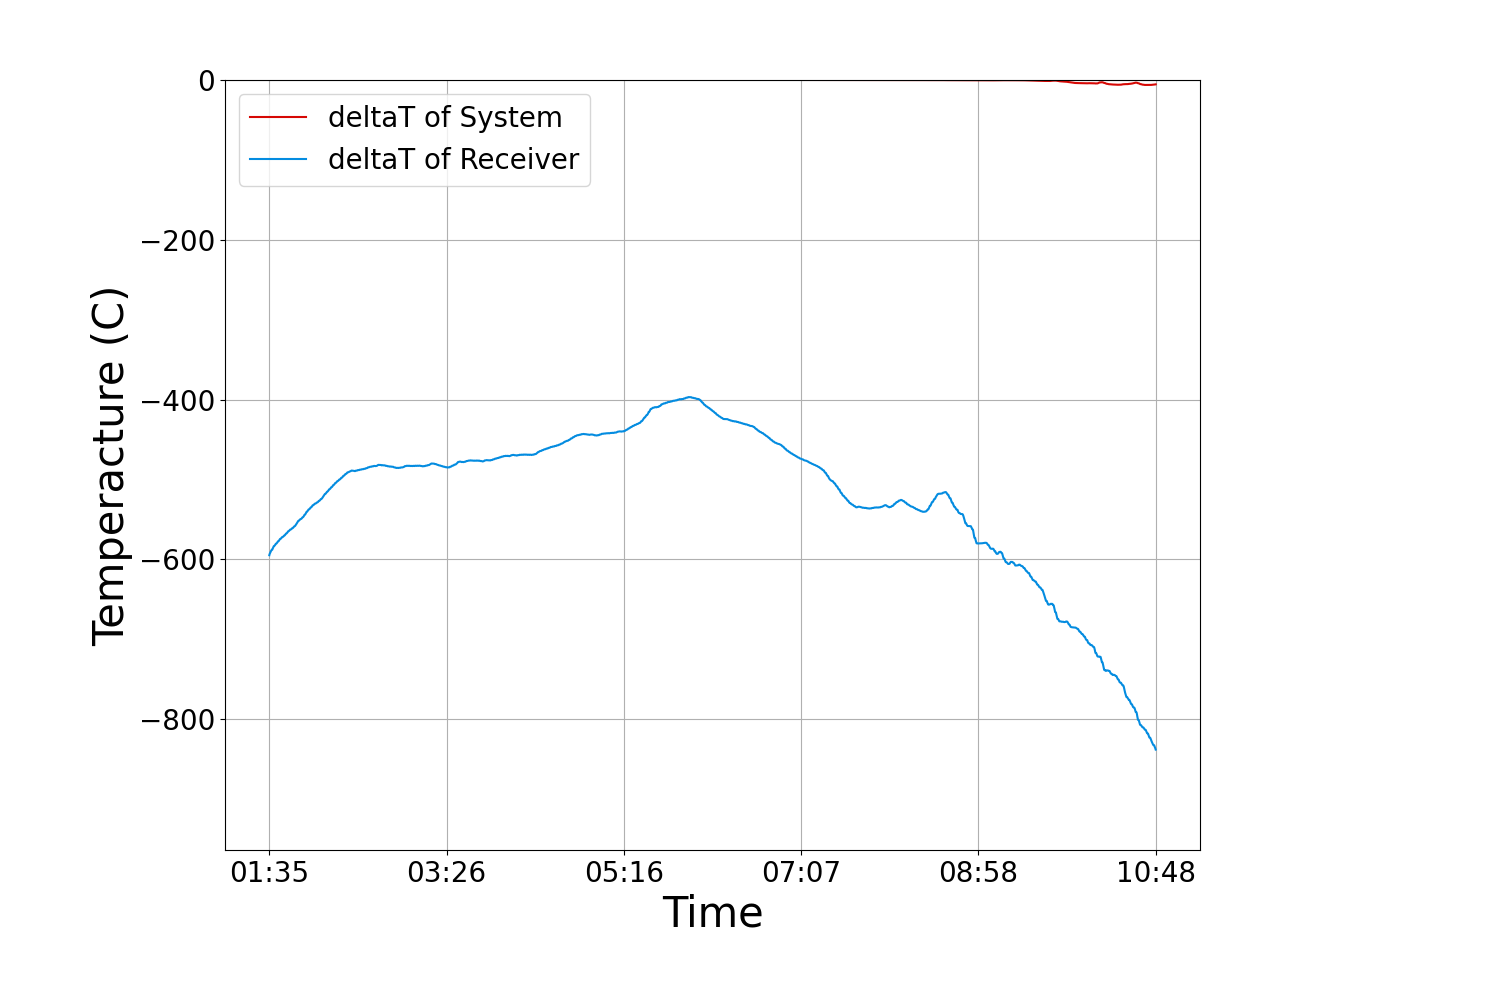 0
−200
−400
−600
−800
Temperacture (C)
deltaT of System
deltaT of Receiver
01:35 03:26 05:16 07:07 08:58 10:48
Time